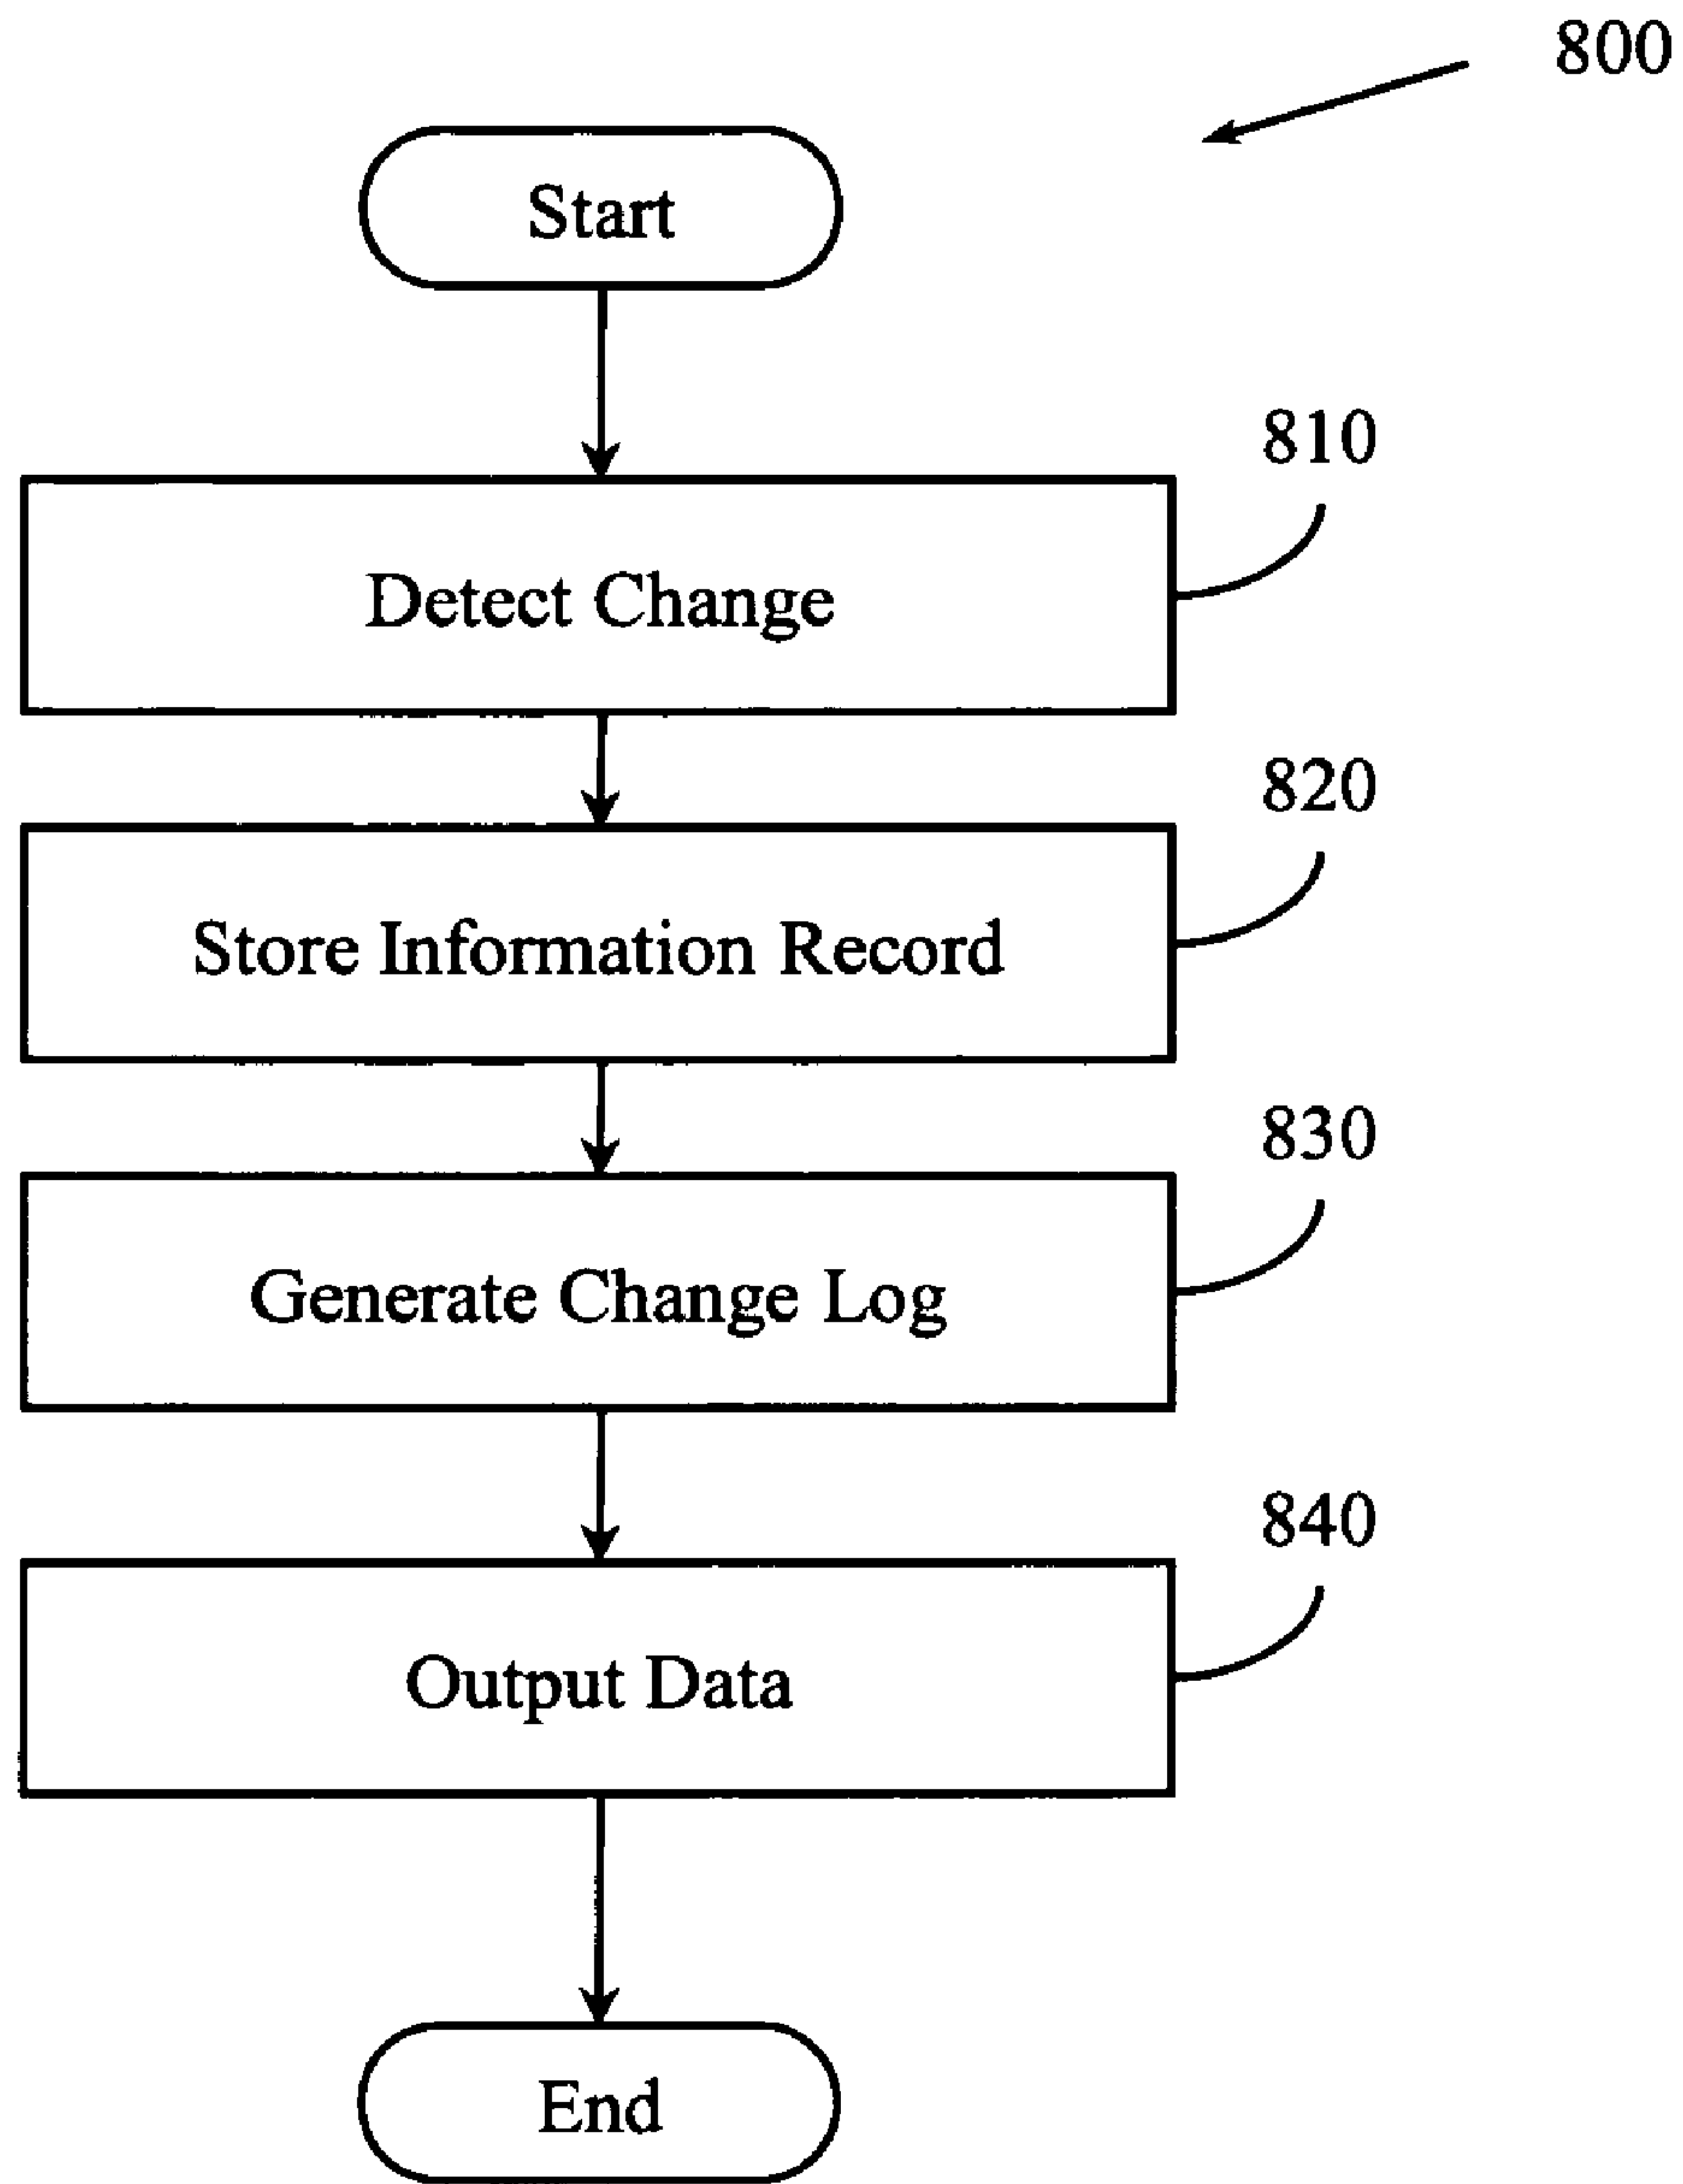 800
Start
810
Detect Change
820
Store Information Record
830
Generate Change Log
840
Output Data
End